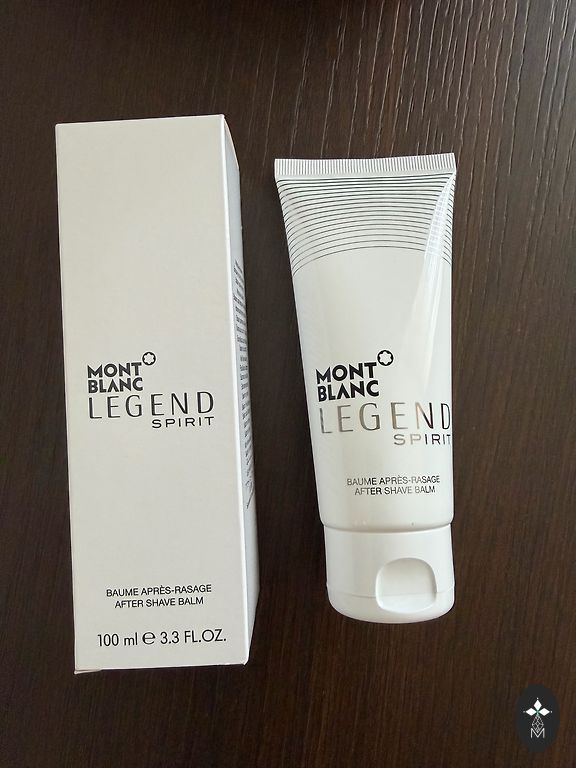 MONT
BLANC
LEGEND
SPIRIT
BAUME APRÈS-RASAGE
AFTER SHAVE BALM
100 ml ℮ 3.3 FL.OZ.
MONT
BLANC
LEGEND
SPIRIT
BAUME APRÈS-RASAGE
AFTER SHAVE BALM
M